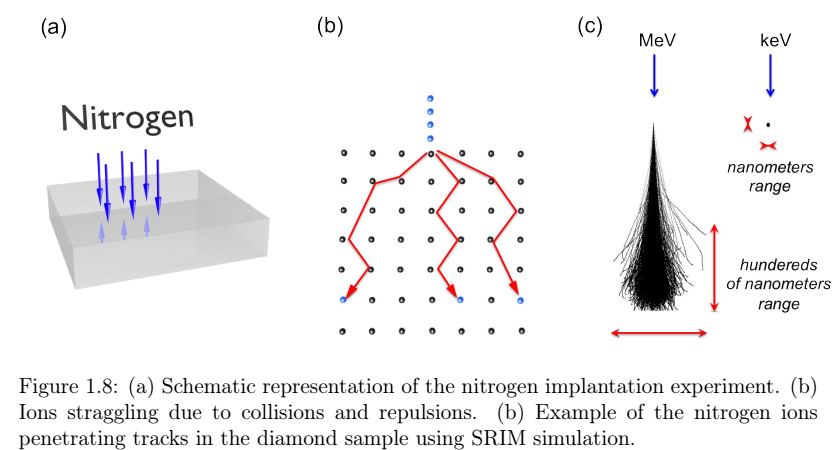 (a)
(b)
(c)
MeV
keV
Nitrogen
nanometers
range
hundereds
of nanometers
range
Figure 1.8: (a) Schematic representation of the nitrogen implantation experiment. (b)
Ions straggling due to collisions and repulsions. (b) Example of the nitrogen ions
penetrating tracks in the diamond sample using SRIM simulation.